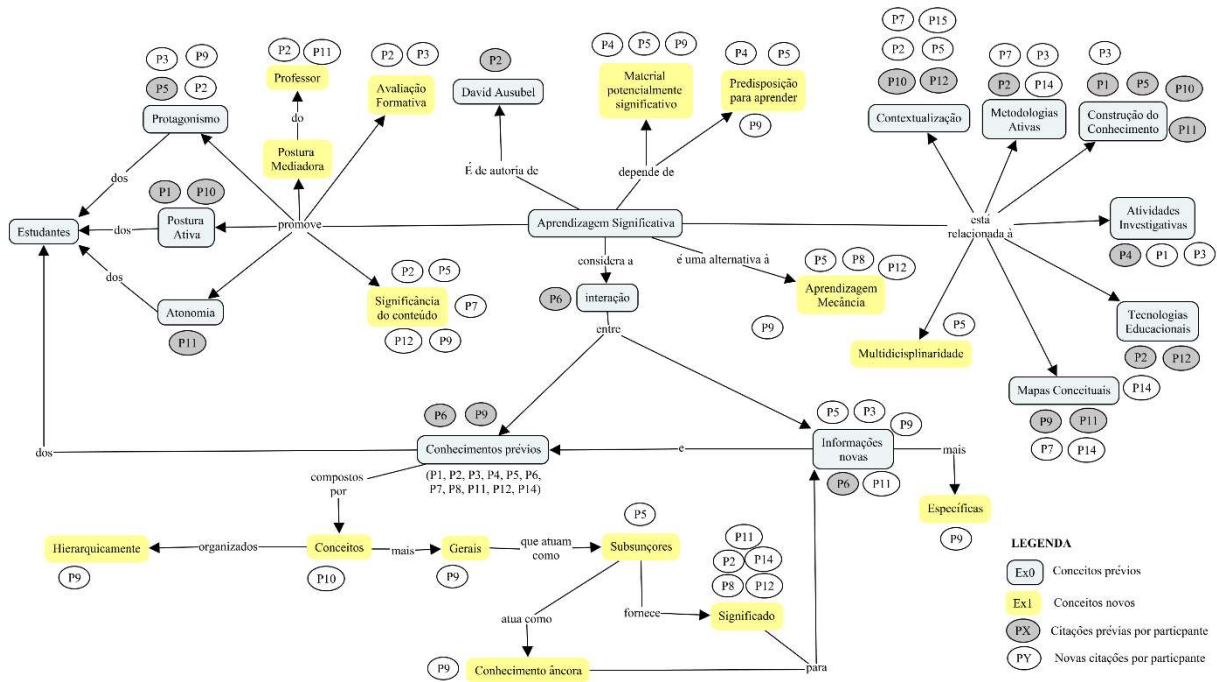 P3
P9
P5
P2
Protagonismo
dos
P1
P10
Postura
Ativa
dos
Estudantes
dos
Atonomia
P11
P2
P11
Professor
do
Postura
Mediadora
promove
P2
P3
Avaliação
Formativa
P2
P5
Significância
do conteúdo
P7
P12
P9
P2
David Ausubel
É de autoria de
Aprendizagem Significativa
P4
P5
P9
Material
potencialmente
significativo
P4
P5
Predisposição
para aprender
P9
depende de
considera a
P6
interação
entre
é uma alternativa à
P5
P8
P12
Aprendizagem
Mecância
P9
P7
P15
P2
P5
P10
P12
Contextualização
P7
P3
P2
P14
Metodologias
Ativas
P3
P1
P5
P10
Construção do
Conhecimento
P11
está
relacionada à
Atividades
Investigativas
P4
P1
P3
Tecnologias
Educacionais
P2
P12
P14
P5
Multidicisplinaridade
Mapas Conceituais
P9
P11
P7
P14
P6
P9
Conhecimentos prévios
(P1, P2, P3, P4, P5, P6,
P7, P8, P11, P12, P14)
dos
e
P5
P3
P9
Informações
novas
P6
P11
mais
Específicas
P9
compostos
por
Hierarquicamente
P9
organizados
Conceitos
P10
mais
Gerais
P9
que atuam
como
P5
Subsunçores
atua como
fornece
P11
P2
P14
P8
P12
Significado
P9
Conhecimento âncora
para
LEGENDA
Ex0 Conceitos prévios
Ex1 Conceitos novos
PX Citações prévias por particpante
PY Novas citações por particpante